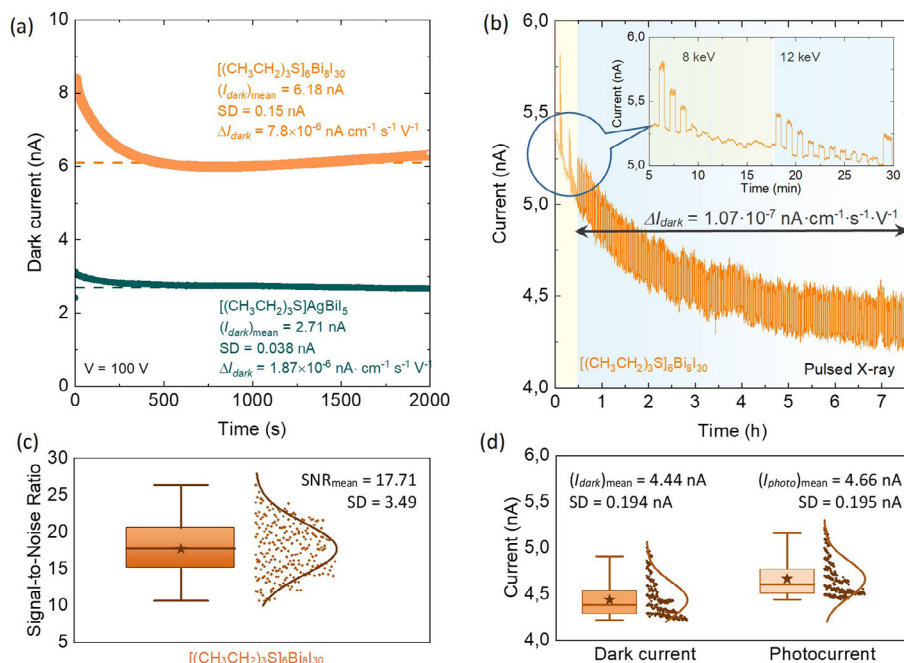 (a)
Dark current (nA)
10
8
6
4
2
0
[(CH3CH2)3S]6Bi8I30
(Idark)mean = 6.18 nA
SD = 0.15 nA
ΔIdark = 7.8×10⁻⁶ nA cm⁻¹ s⁻¹ V⁻¹
[(CH3CH2)3S]AgBiI5
(Idark)mean = 2.71 nA
SD = 0.038 nA
ΔIdark = 1.87×10⁻⁶ nA· cm⁻¹ s⁻¹ V⁻¹
V = 100 V
0 500 1000 1500 2000
Time (s)
(b)
Current (nA)
6,0
5,5
5,0
4,5
4,0
Current (nA)
6,0
5,5
5,0
8 keV 12 keV
5 10 15 20 25 30
Time (min)
ΔIdark = 1.07·10⁻⁷ nA·cm⁻¹·s⁻¹·V⁻¹
[(CH3CH2)3S]6Bi8I30
Pulsed X-ray
0 1 2 3 4 5 6 7
Time (h)
(c)
Signal-to-Noise Ratio
30
25
20
15
10
5
SNRmean = 17.71
SD = 3.49
[(CH3CH2)3S]6Bi8I30
(d)
Current (nA)
6,0
5,5
5,0
4,5
4,0
(Idark)mean = 4.44 nA
SD = 0.194 nA
(Iphoto)mean = 4.66 nA
SD = 0.195 nA
Dark current Photocurrent